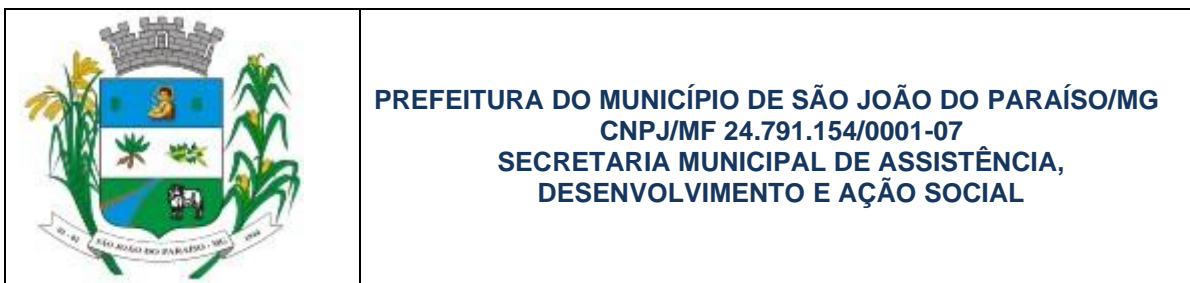 PREFEITURA DO MUNICÍPIO DE SÃO JOÃO DO PARAÍSO/MG
CNPJ/MF 24.791.154/0001-07
SECRETARIA MUNICIPAL DE ASSISTÊNCIA,
DESENVOLVIMENTO E AÇÃO SOCIAL
SÃO JOÃO DO PARAÍSO - MG